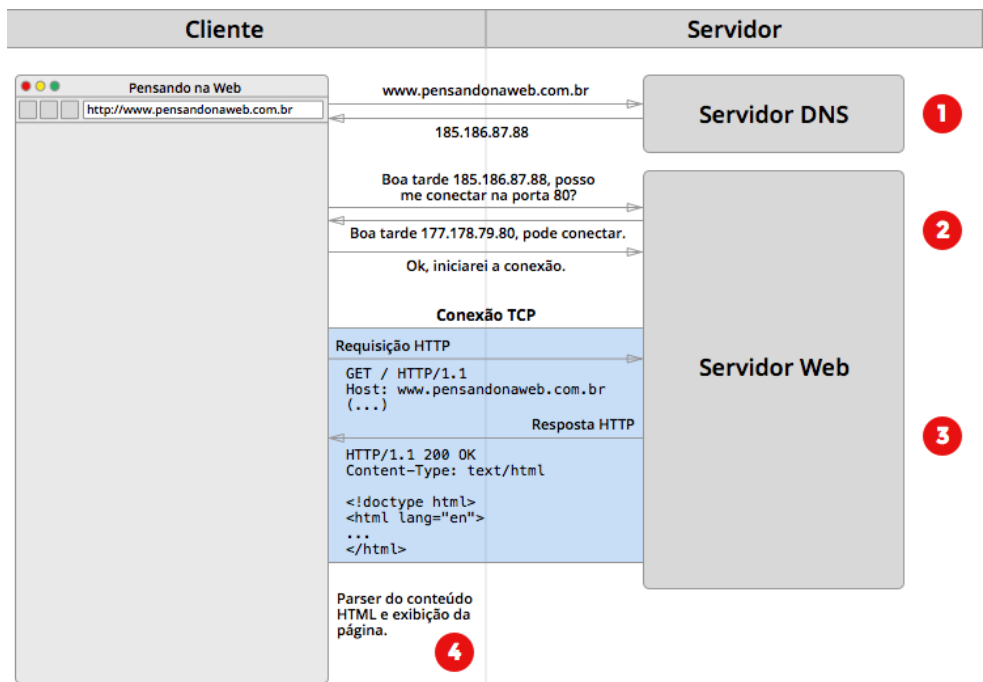 Cliente
Servidor
Pensando na Web
http://www.pensandonaweb.com.br
www.pensandonaweb.com.br
185.186.87.88
Servidor DNS
1
Boa tarde 185.186.87.88, posso
me conectar na porta 80?
Boa tarde 177.178.79.80, pode conectar.
Ok, iniciarei a conexão.
2
Conexão TCP
Requisição HTTP
GET / HTTP/1.1
Host: www.pensandonaweb.com.br
(...)
Resposta HTTP
HTTP/1.1 200 OK
Content-Type: text/html
<!doctype html>
<html lang="en">
...
</html>
Servidor Web
3
Parser do conteúdo
HTML e exibição da
página.
4